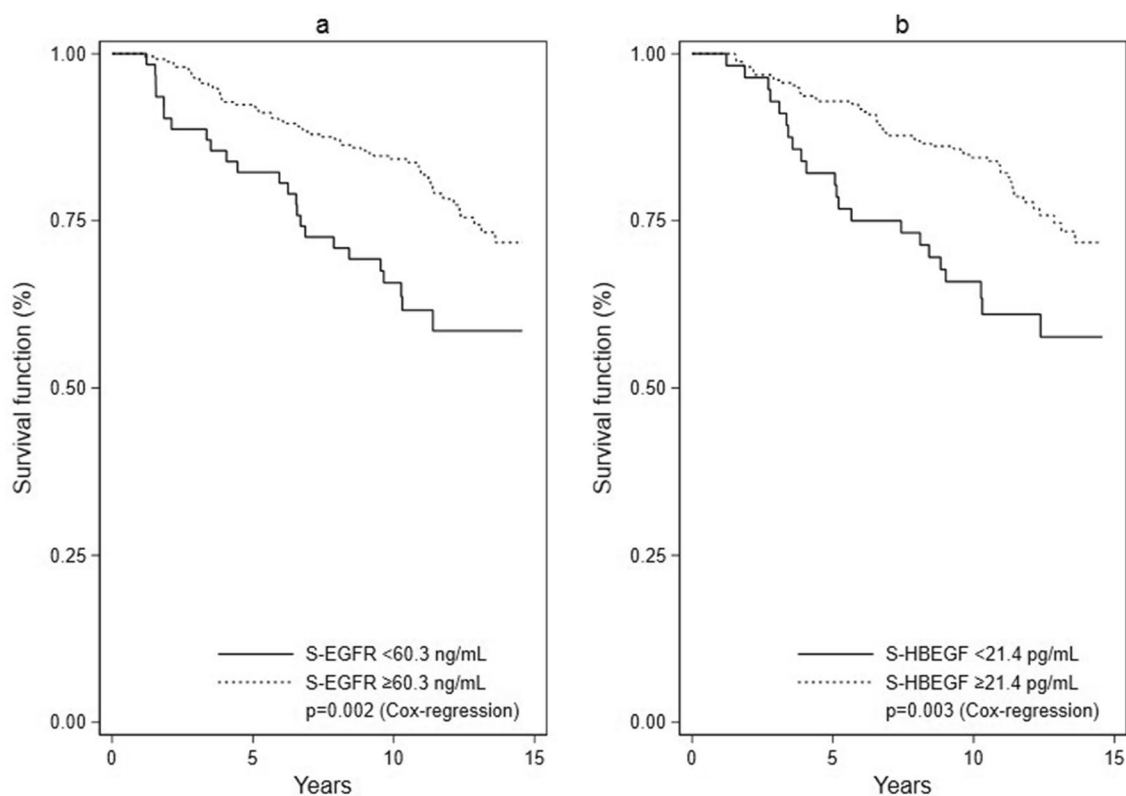 a
1.00
0.75
0.50
0.25
0.00
Survival function (%)
S-EGFR <60.3 ng/mL
S-EGFR ≥60.3 ng/mL
p=0.002 (Cox-regression)
0 5 10 15
Years
b
1.00
0.75
0.50
0.25
0.00
Survival function (%)
S-HBEGF <21.4 pg/mL
S-HBEGF ≥21.4 pg/mL
p=0.003 (Cox-regression)
0 5 10 15
Years